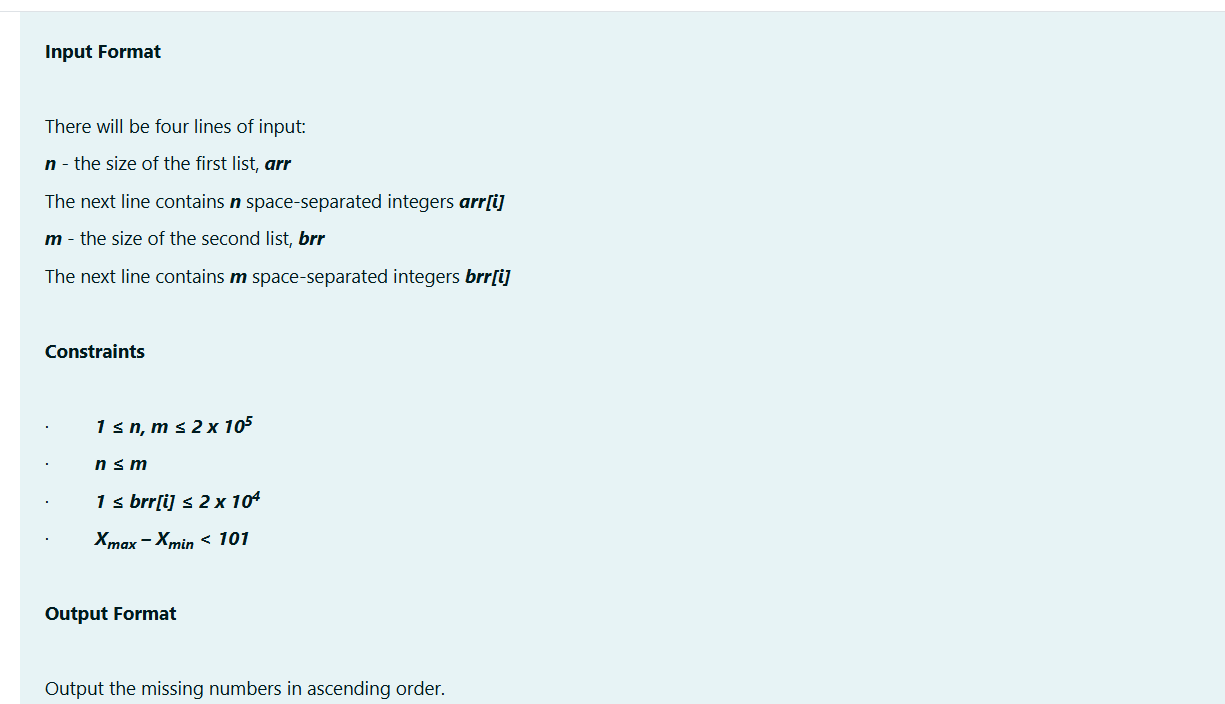 Input Format
There will be four lines of input:
n - the size of the first list, arr
The next line contains n space-separated integers arr[i]
m - the size of the second list, brr
The next line contains m space-separated integers brr[i]
Constraints
· 1 ≤ n, m ≤ 2 x 10⁵
· n ≤ m
· 1 ≤ brr[i] ≤ 2 x 10⁴
· Xmax – Xmin < 101
Output Format
Output the missing numbers in ascending order.